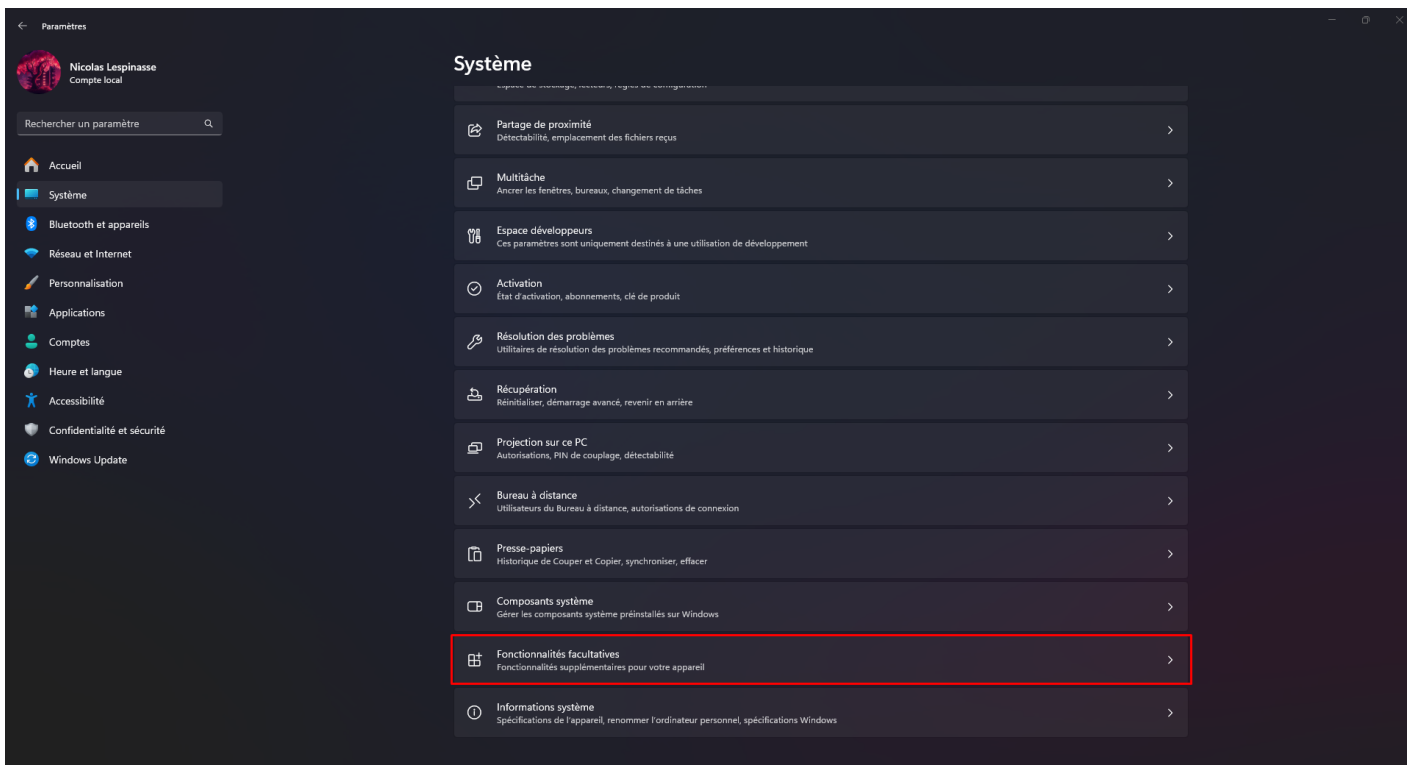 Paramètres
Nicolas Lespinasse
Compte local
Rechercher un paramètre
Accueil
Système
Bluetooth et appareils
Réseau et Internet
Personnalisation
Applications
Comptes
Heure et langue
Accessibilité
Confidentialité et sécurité
Windows Update
Système
Espace de stockage, lecteurs, règles de configuration
Partage de proximité
Détectabilité, emplacement des fichiers reçus
Multitâche
Ancrer les fenêtres, bureaux, changement de tâches
Espace développeurs
Ces paramètres sont uniquement destinés à une utilisation de développement
Activation
État d'activation, abonnements, clé de produit
Résolution des problèmes
Utilitaires de résolution des problèmes recommandés, préférences et historique
Récupération
Réinitialiser, démarrage avancé, revenir en arrière
Projection sur ce PC
Autorisations, PIN de couplage, détectabilité
Bureau à distance
Utilisateurs du Bureau à distance, autorisations de connexion
Presse-papiers
Historique de Couper et Copier, synchroniser, effacer
Composants système
Gérer les composants système préinstallés sur Windows
Fonctionnalités facultatives
Fonctionnalités supplémentaires pour votre appareil
Informations système
Spécifications de l'appareil, renommer l'ordinateur personnel, spécifications Windows